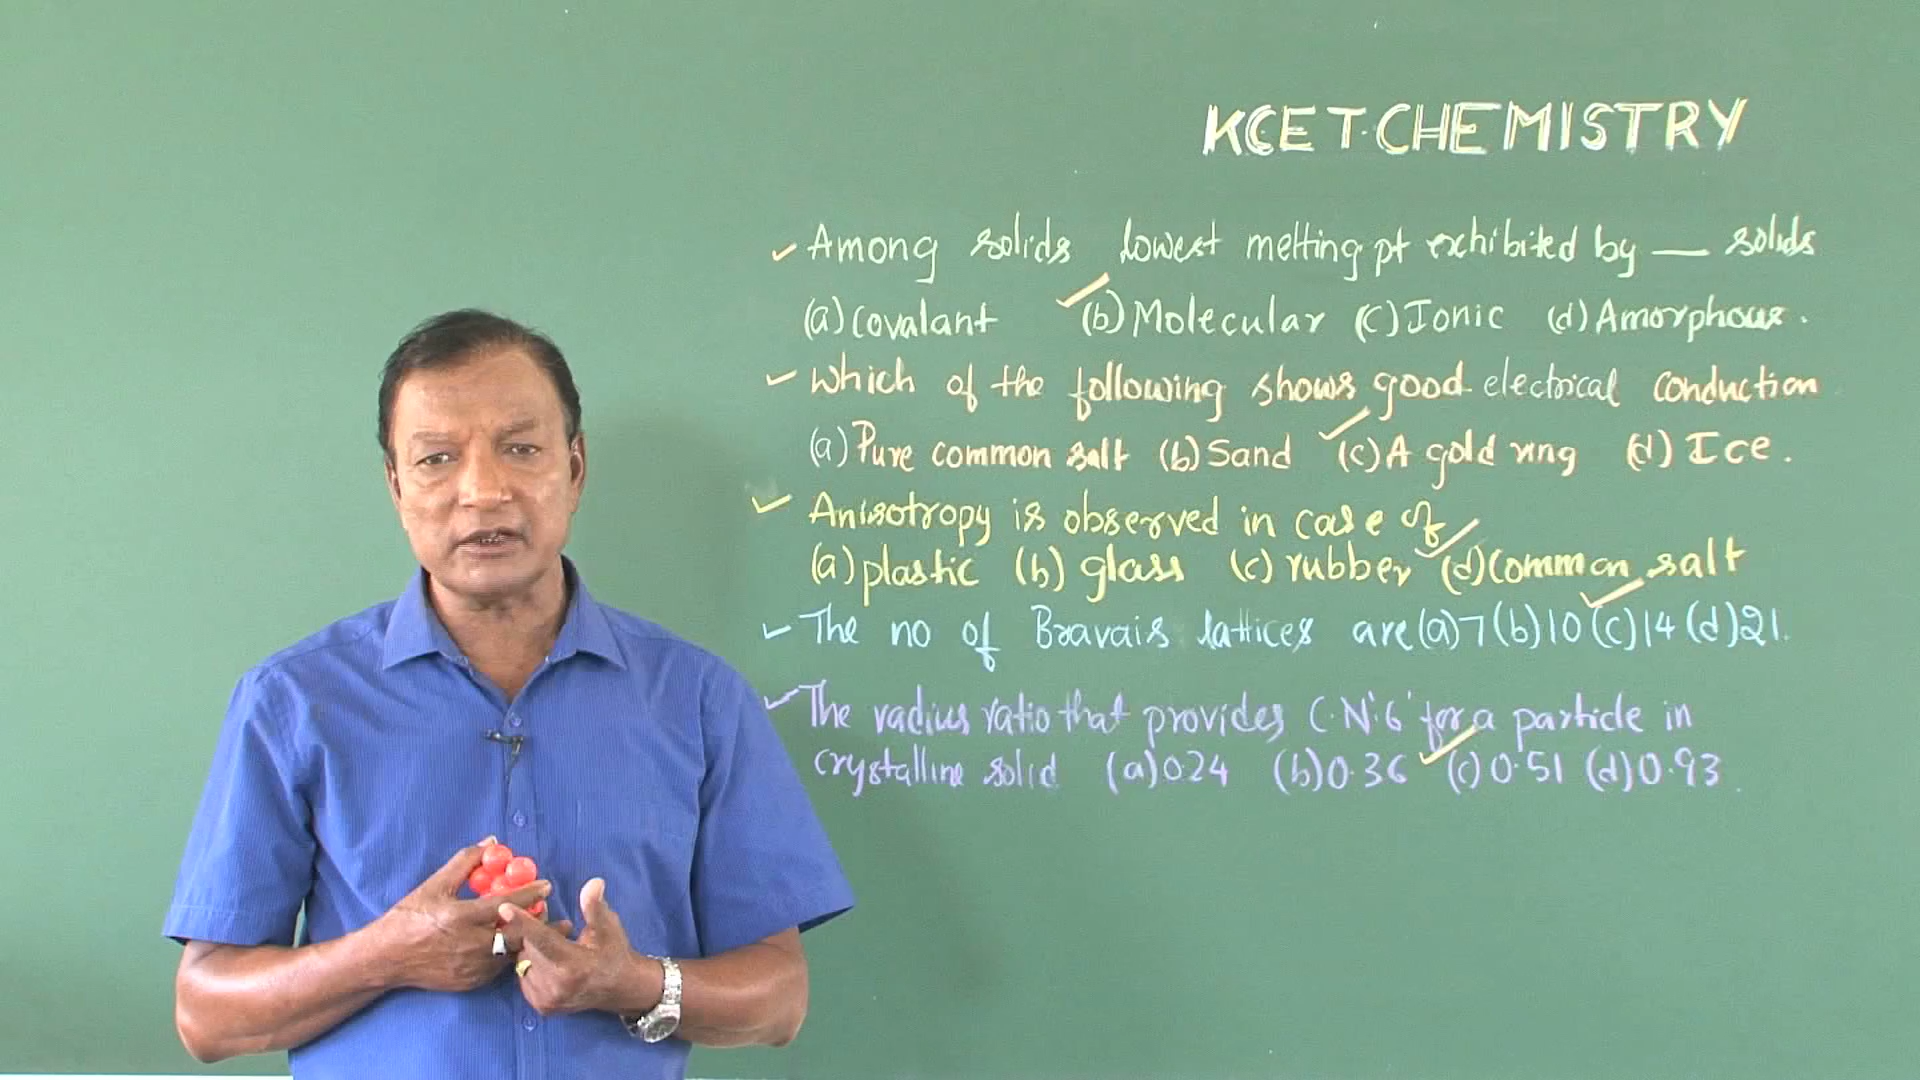 KCET CHEMISTRY
Among solids lowest melting pt exhibited by — solids
(a) Covalant (b) Molecular (c) Ionic (d) Amorphous.
Which of the following shows good electrical conduction
(a) Pure common salt (b) Sand (c) A gold ring (d) Ice.
Anisotropy is observed in case of
(a) plastic (b) glass (c) rubber (d) common salt
The no of Bravais lattices are (a) 7 (b) 10 (c) 14 (d) 21.
The radius ratio that provides C.N '6' for a particle in
crystalline solid (a) 0.24 (b) 0.36 (c) 0.51 (d) 0.93.